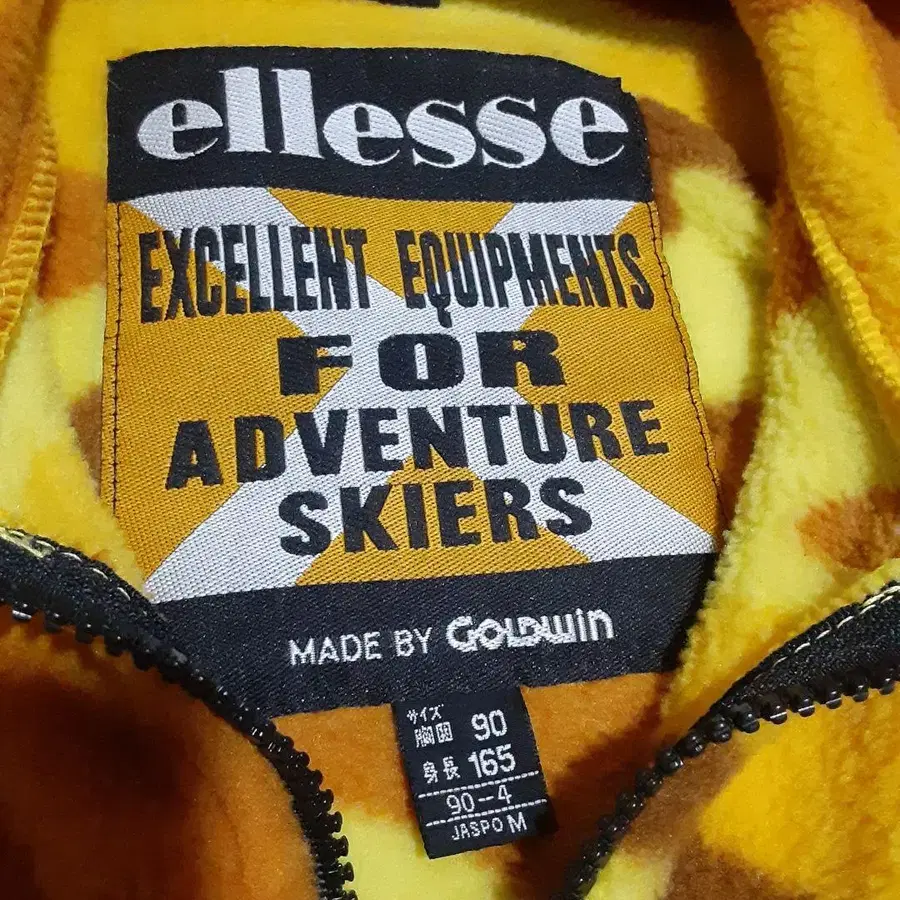 ellesse
EXCELLENT EQUIPMENTS
FOR
ADVENTURE
SKIERS
MADE BY GOLDWIN
サイズ
胸囲 90
身長 165
90-4
JASPO M